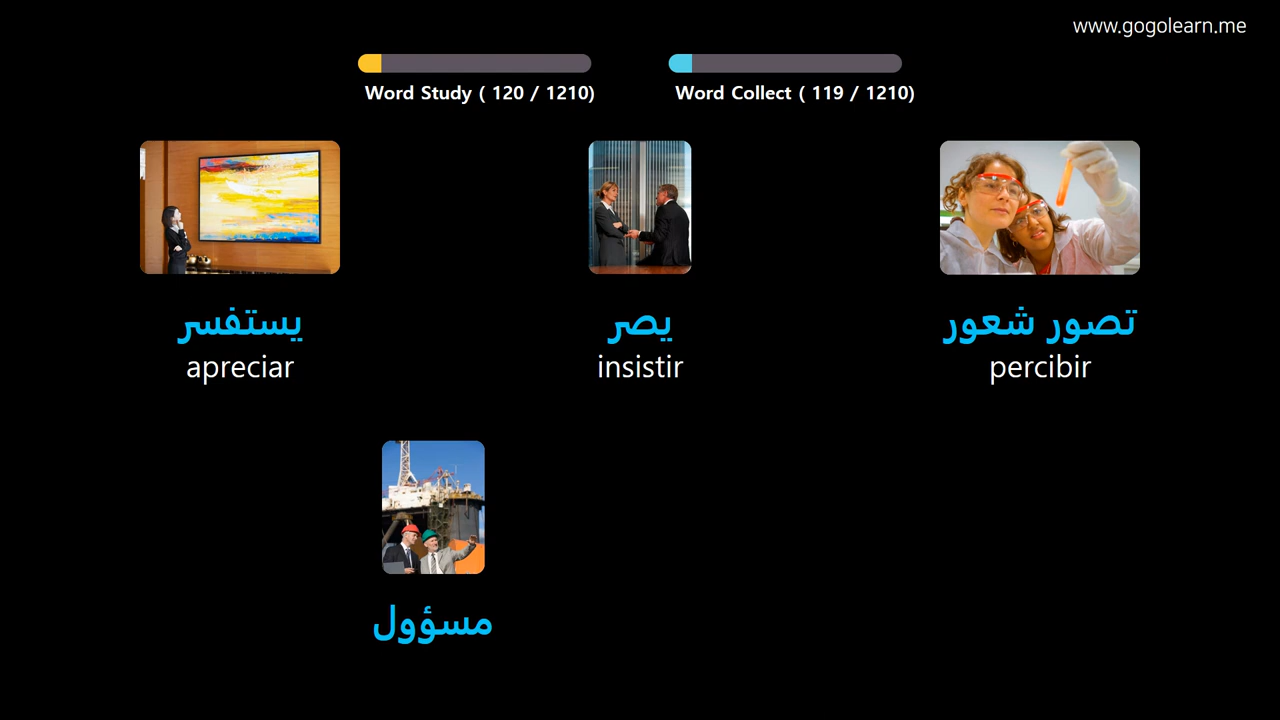 www.gogolearn.me
Word Study ( 120 / 1210)
Word Collect ( 119 / 1210)
يستفسر
apreciar
يصر
insistir
تصور شعور
percibir
مسؤول